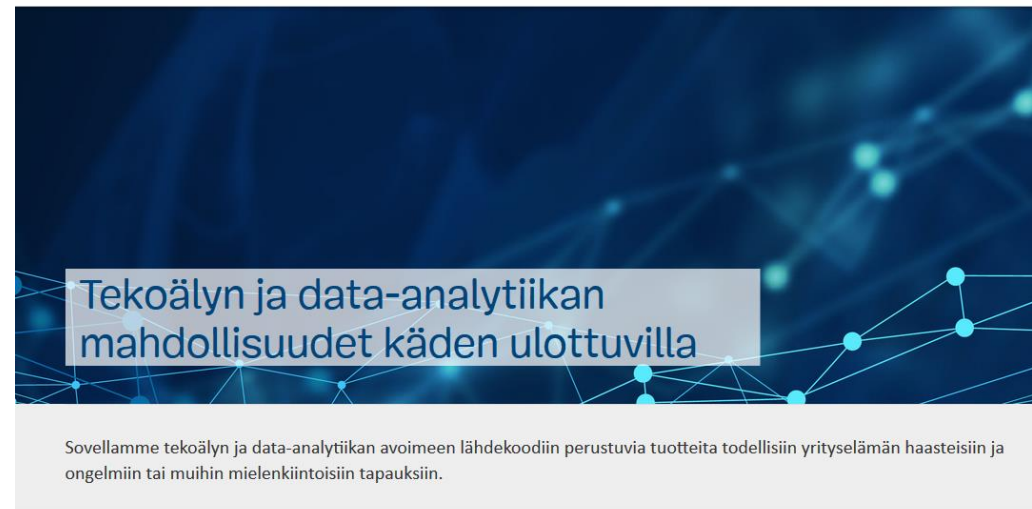 Tekoälyn ja data-analytiikan
mahdollisuudet käden ulottuvilla
Sovellamme tekoälyn ja data-analytiikan avoimeen lähdekoodiin perustuvia tuotteita todellisiin yrityselämän haasteisiin ja
ongelmiin tai muihin mielenkiintoisiin tapauksiin.